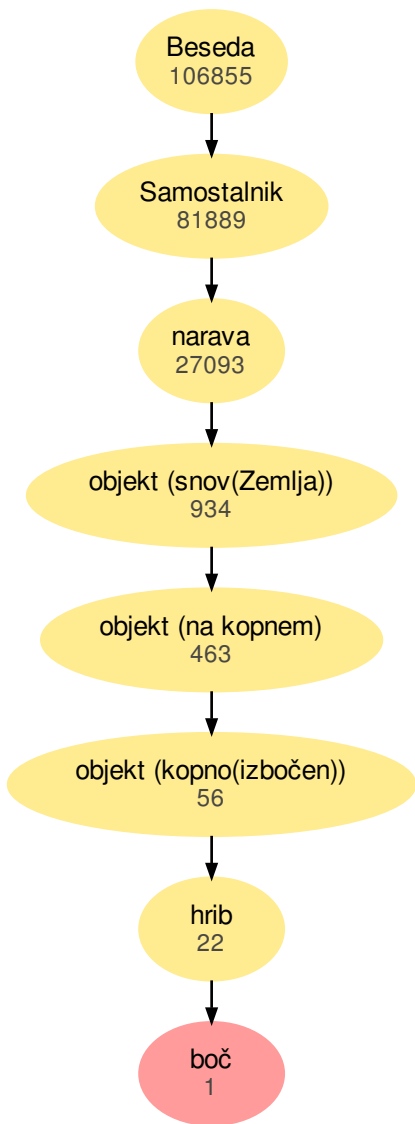 Beseda
106855
Samostalnik
81889
narava
27093
objekt (snov(Zemlja))
934
objekt (na kopnem)
463
objekt (kopno(izbočen))
56
hrib
22
boč
1